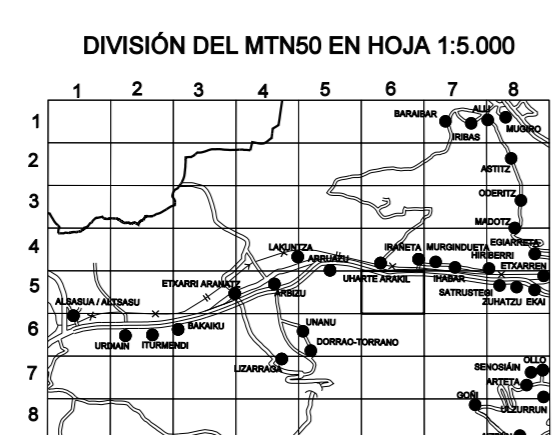 DIVISIÓN DEL MTN50 EN HOJA 1:5.000
1 2 3 4 5 6 7 8
1
BARAIBAR
ALLI
IRIBAS
MUGIRO
2
ASTITZ
3
ODERITZ
MADOTZ
4
LAKUNTZA
IRAÑETA
MURGINDUETA
EGIARRETA
HIRIBERRI
ARRUAZU
ETXARREN
5
ETXARRI ARANATZ
ARBIZU
UHARTE ARAKIL
IHABAR
SATRUSTEGI
ZUHATZU
EKAI
ALSASUA / ALTSASU
6
URDIAIN
ITURMENDI
BAKAIKU
UNANU
DORRAO-TORRANO
7
LIZARRAGA
OLLO
SENOSIÁIN
ARTETA
8
GOÑI
ULZURRUN